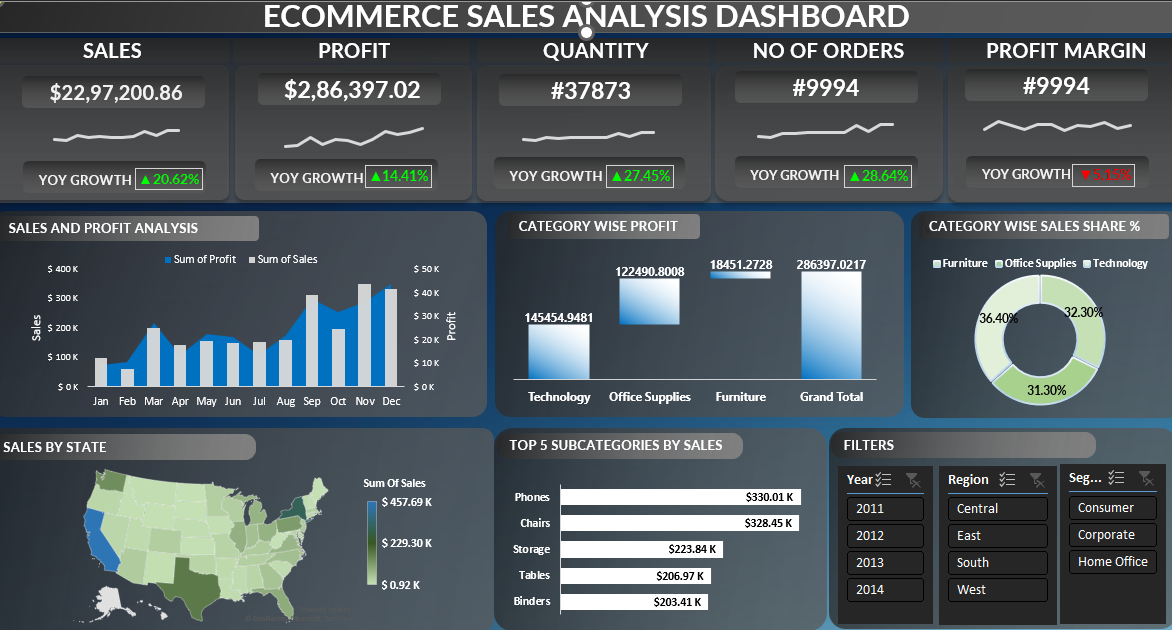 ECOMMERCE SALES ANALYSIS DASHBOARD
SALES
$22,97,200.86
YOY GROWTH ▲20.62%
PROFIT
$2,86,397.02
YOY GROWTH ▲14.41%
QUANTITY
#37873
YOY GROWTH ▲27.45%
NO OF ORDERS
#9994
YOY GROWTH ▲28.64%
PROFIT MARGIN
#9994
YOY GROWTH
SALES AND PROFIT ANALYSIS
Sum of Profit Sum of Sales
Sales
$ 400 K
$ 300 K
$ 200 K
$ 100 K
$ 0 K
$ 50 K
$ 40 K
$ 30 K
$ 20 K
$ 10 K
$ 0 K
Profit
Jan Feb Mar Apr May Jun Jul Aug Sep Oct Nov Dec
CATEGORY WISE PROFIT
145454.9481 122490.8008 18451.2728 286397.0217
Technology Office Supplies Furniture Grand Total
CATEGORY WISE SALES SHARE %
Furniture Office Supplies Technology
36.40% 32.30%
31.30%
SALES BY STATE
Sum Of Sales
$ 457.69 K
$ 229.30 K
$ 0.92 K
TOP 5 SUBCATEGORIES BY SALES
Phones $330.01 K
Chairs $328.45 K
Storage $223.84 K
Tables $206.97 K
Binders $203.41 K
FILTERS
Year
2011
2012
2013
2014
Region
Central
East
South
West
Seg...
Consumer
Corporate
Home Office